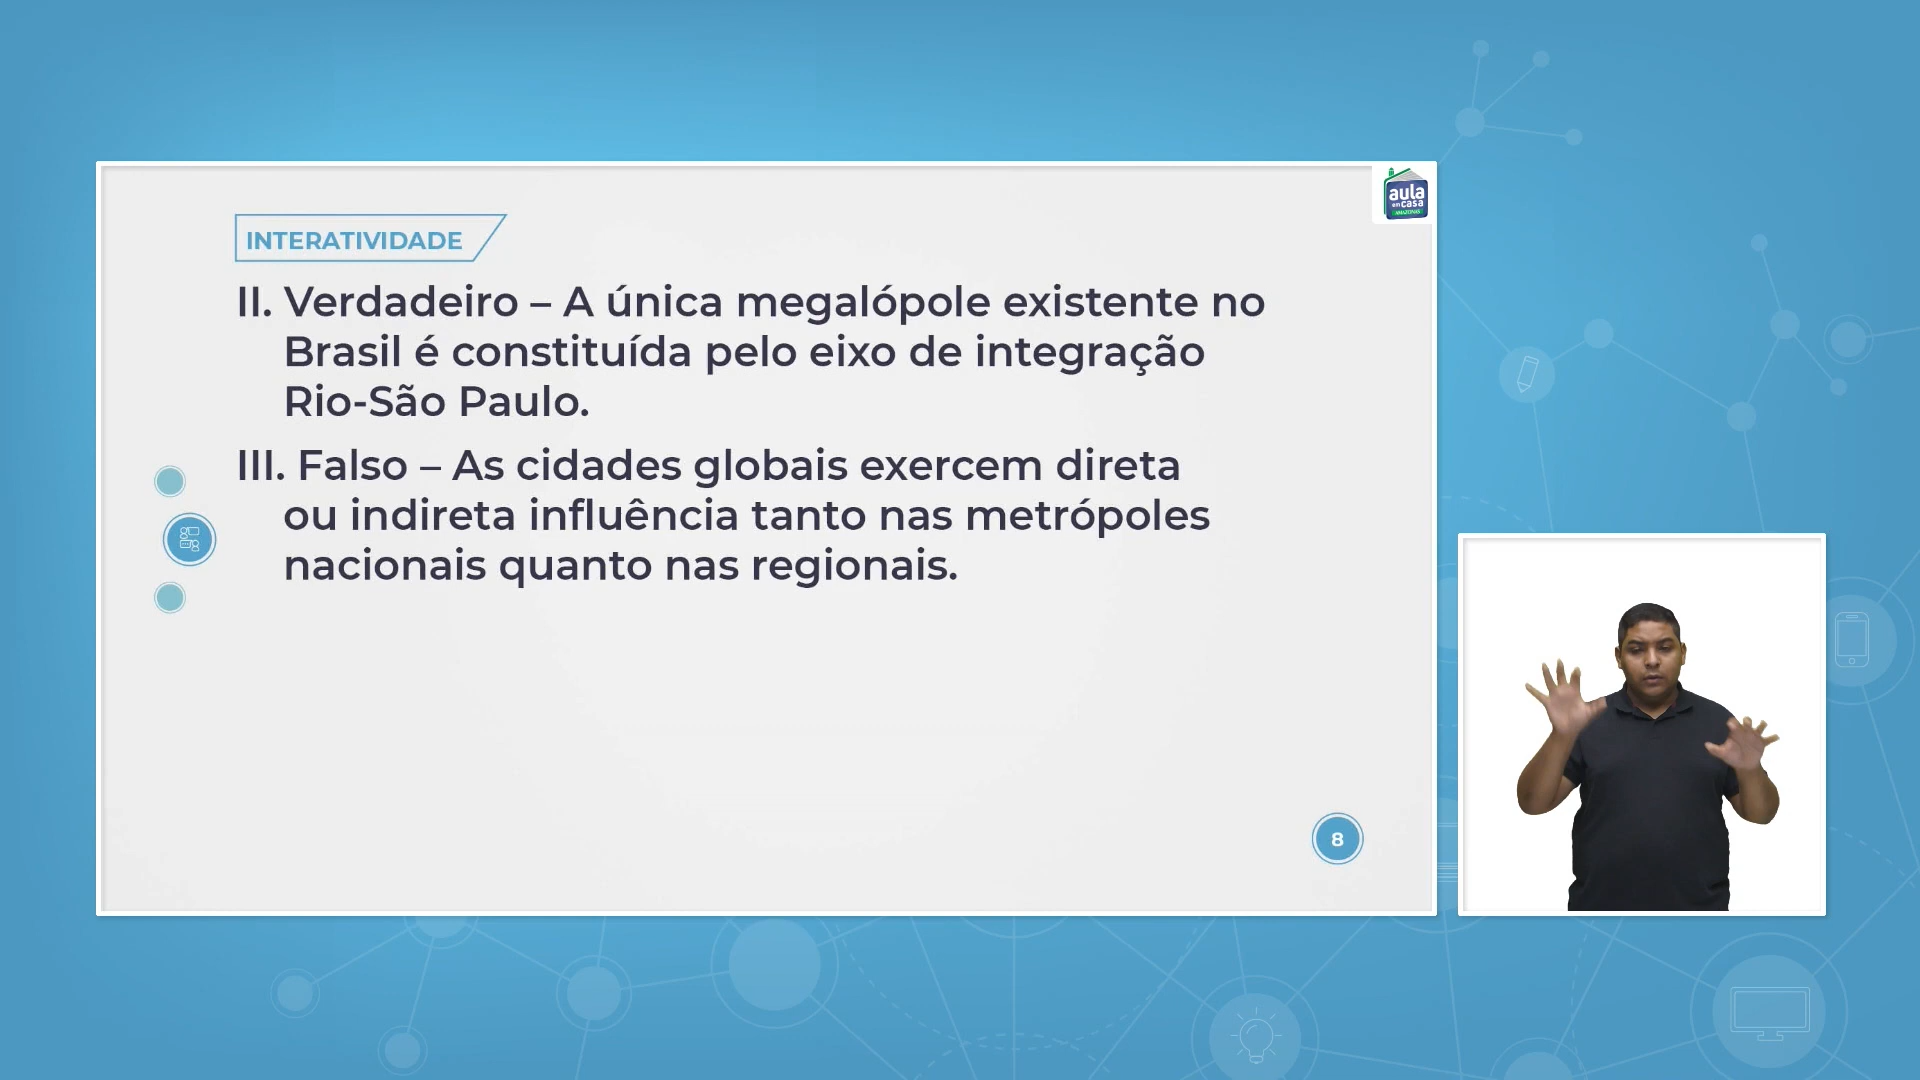 aula
em casa
AMAZONAS
INTERATIVIDADE
II. Verdadeiro – A única megalópole existente no
Brasil é constituída pelo eixo de integração
Rio-São Paulo.
III. Falso – As cidades globais exercem direta
ou indireta influência tanto nas metrópoles
nacionais quanto nas regionais.
8